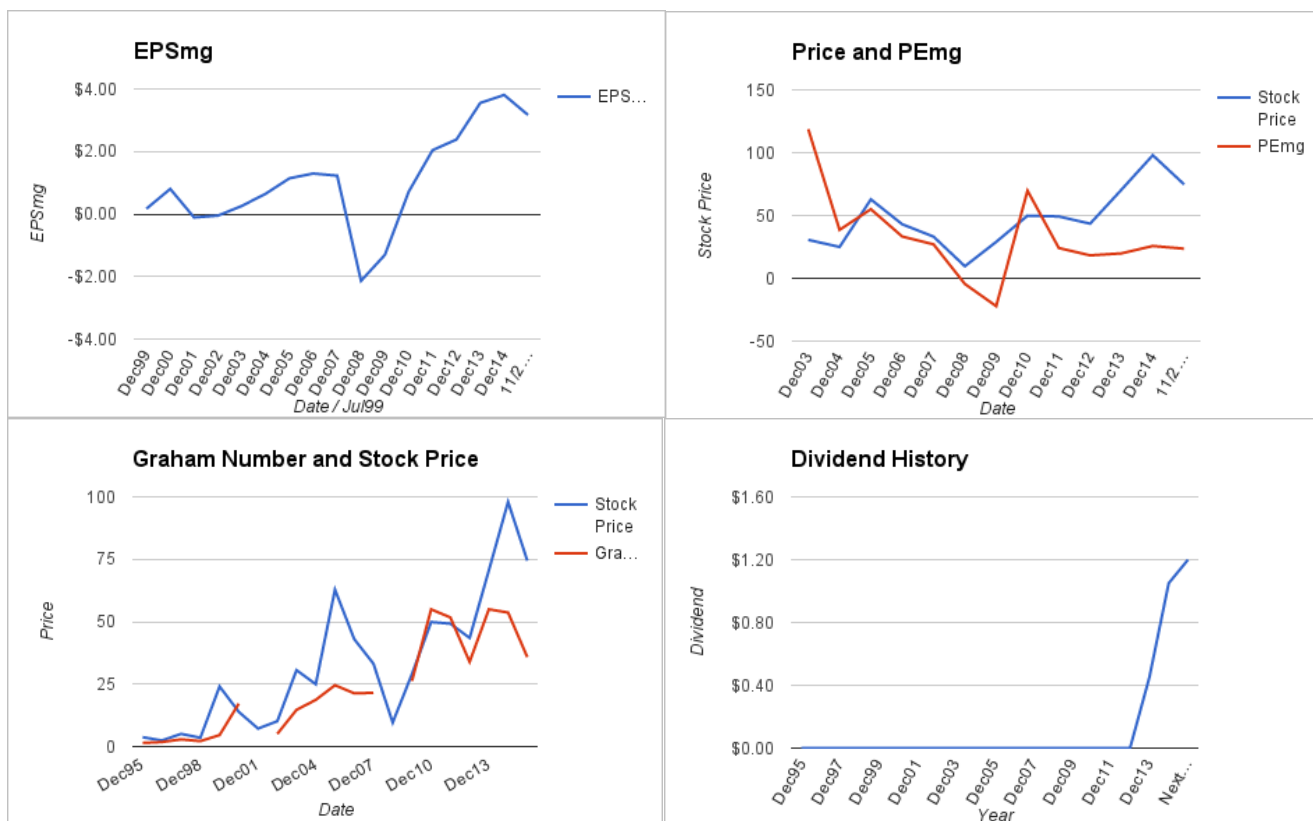 EPSmg
$4.00
$2.00
$0.00
-$2.00
-$4.00
EPSmg
EPS...
Dec99
Dec00
Dec01
Dec02
Dec03
Dec04
Dec05
Dec06
Dec07
Dec08
Dec09
Dec10
Dec11
Dec12
Dec13
Dec14
11/2...
Date / Jul99
Price and PEmg
150
100
50
0
-50
Stock Price
Stock
Price
PEmg
Dec03
Dec04
Dec05
Dec06
Dec07
Dec08
Dec09
Dec10
Dec11
Dec12
Dec13
Dec14
11/2...
Date
Graham Number and Stock Price
100
75
50
25
0
Price
Stock
Price
Gra...
Dec95
Dec98
Dec01
Dec04
Dec07
Dec10
Dec13
Date
Dividend History
$1.60
$1.20
$0.80
$0.40
$0.00
Dividend
Dec95
Dec97
Dec99
Dec01
Dec03
Dec05
Dec07
Dec09
Dec11
Dec13
Next...
Year